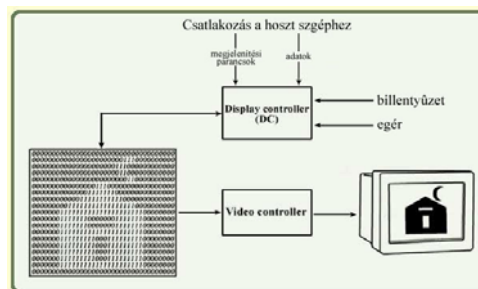 Csatlakozás a hoszt szgéphez
megjelenítési
parancsok
adatok
Display controller
(DC)
billentyûzet
egér
Video controller